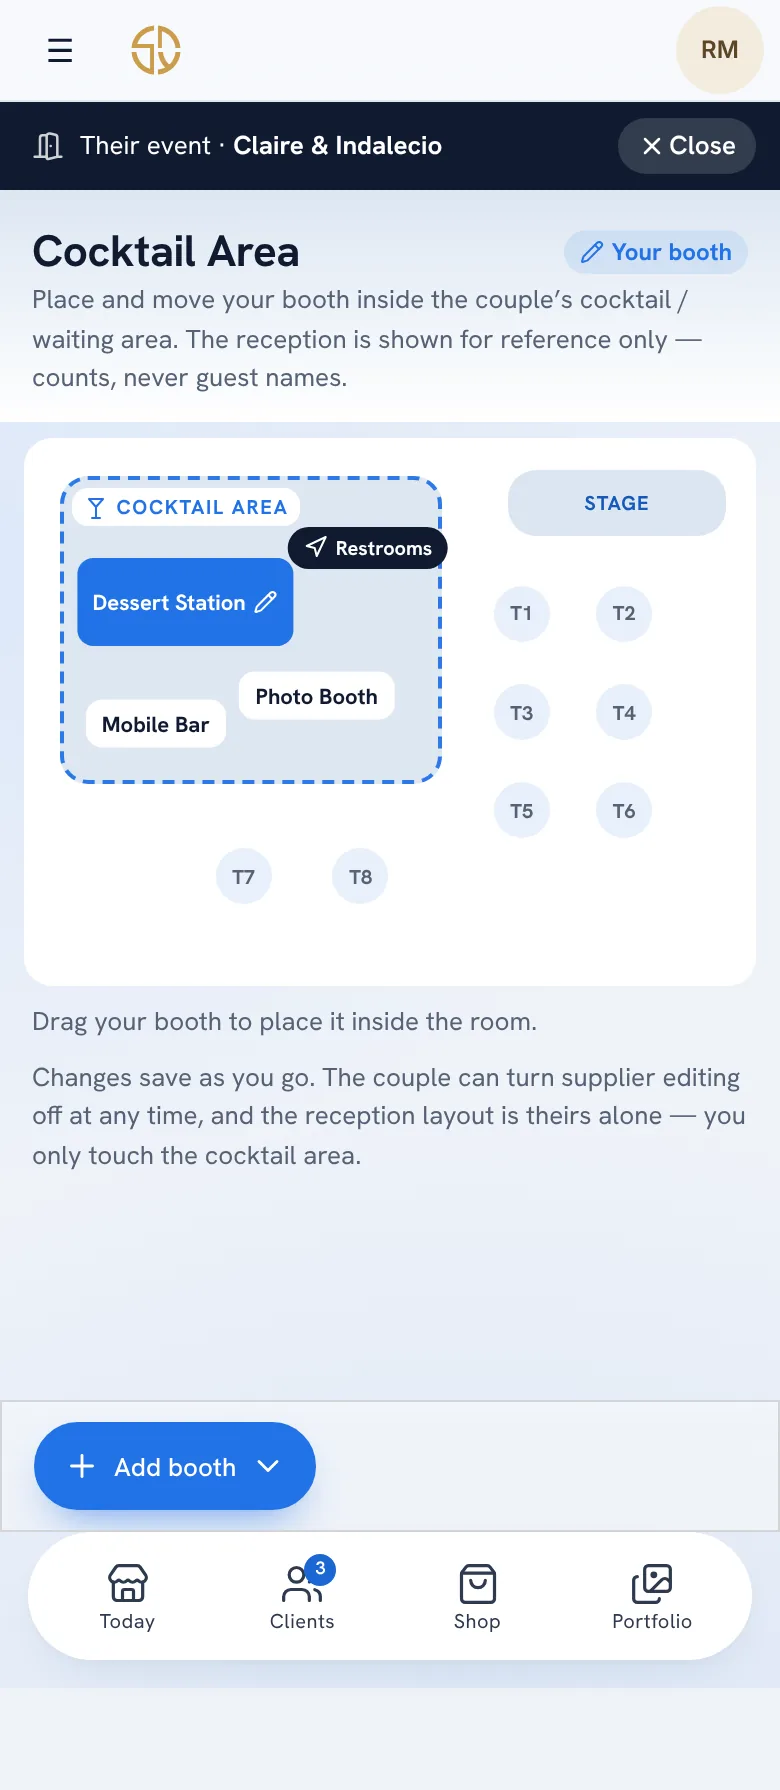 RM
Their event · Claire & Indalecio
Close
Cocktail Area
Your booth
Place and move your booth inside the couple’s cocktail /
waiting area. The reception is shown for reference only —
counts, never guest names.
COCKTAIL AREA
STAGE
Restrooms
Dessert Station
T1
T2
Photo Booth
Mobile Bar
T3
T4
T5
T6
T7
T8
Drag your booth to place it inside the room.
Changes save as you go. The couple can turn supplier editing
off at any time, and the reception layout is theirs alone — you
only touch the cocktail area.
Add booth
3
Today
Clients
Shop
Portfolio